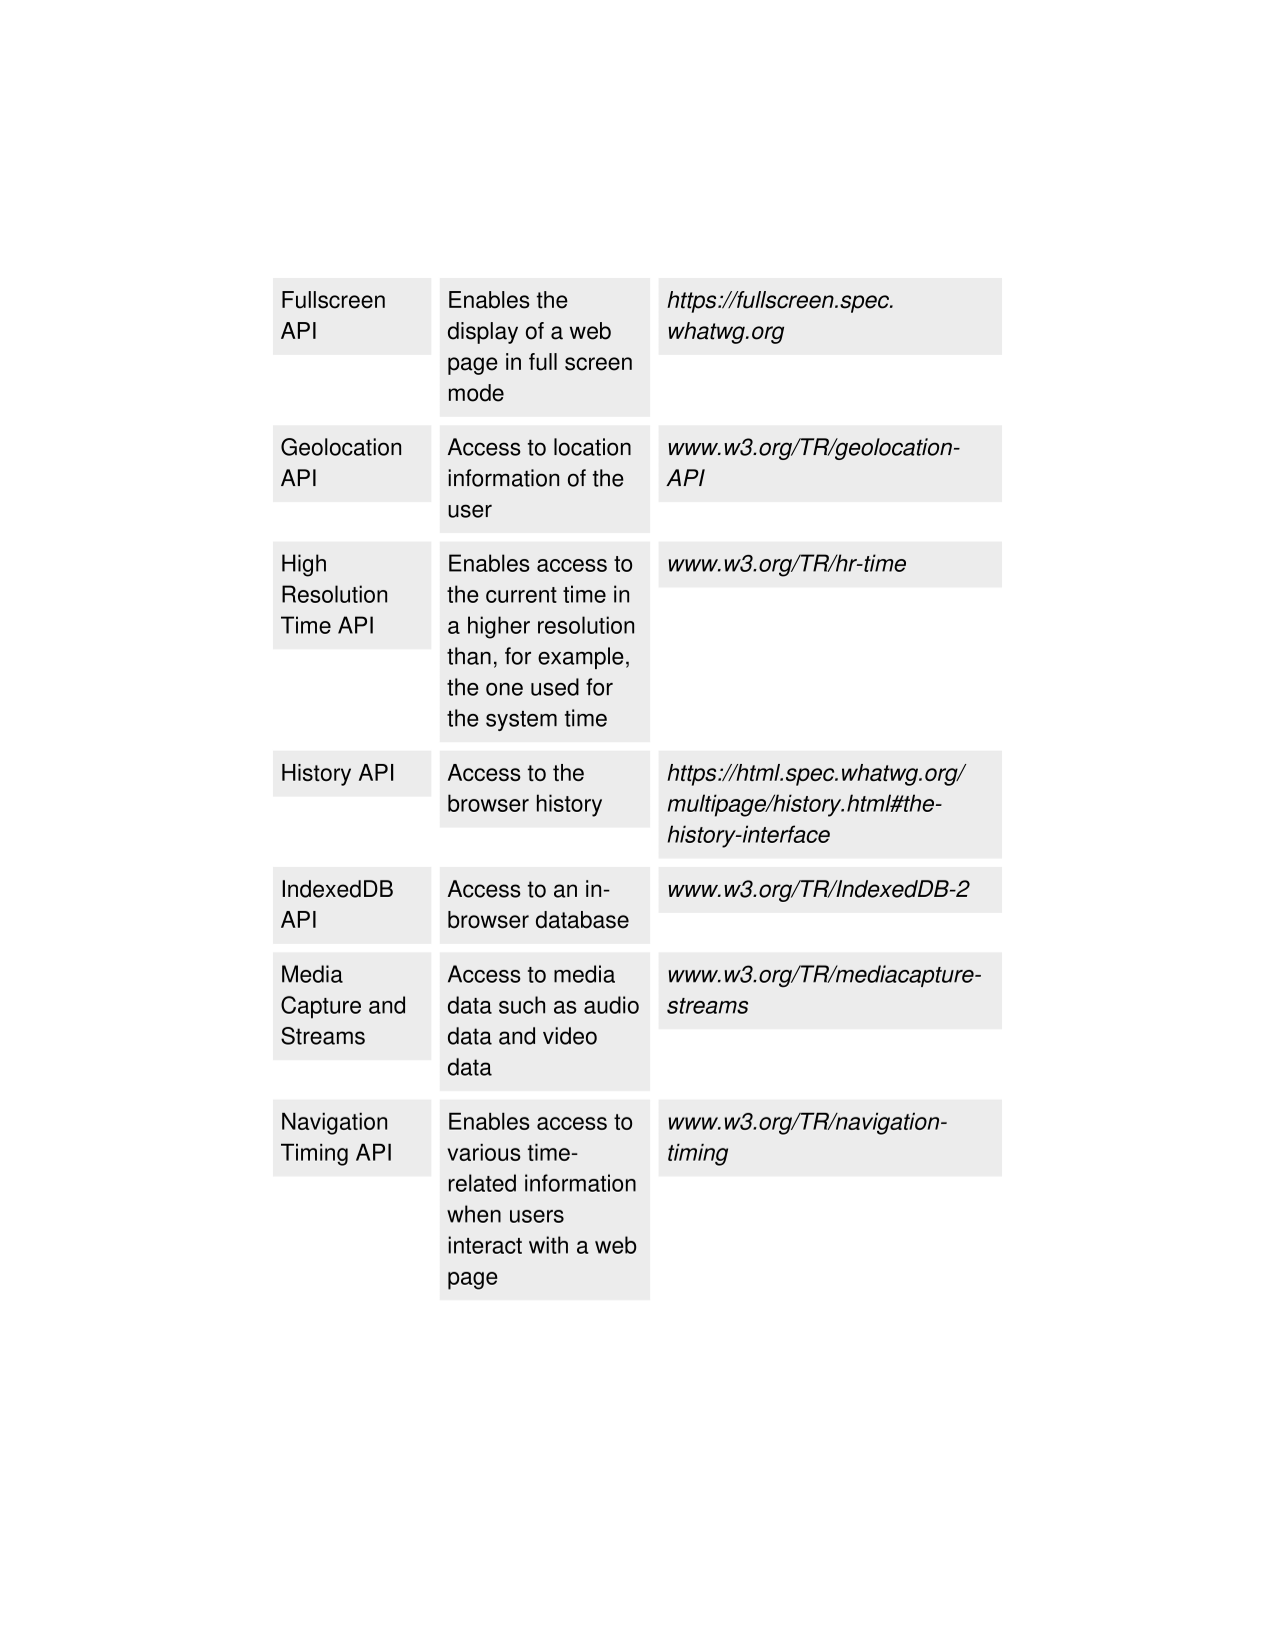 Fullscreen
API
Enables the
display of a web
page in full screen
mode
https://fullscreen.spec.
whatwg.org
Geolocation
API
Access to location
information of the
user
www.w3.org/TR/geolocation-
API
High
Resolution
Time API
Enables access to
the current time in
a higher resolution
than, for example,
the one used for
the system time
www.w3.org/TR/hr-time
History API
Access to the
browser history
https://html.spec.whatwg.org/
multipage/history.html#the-
history-interface
IndexedDB
API
Access to an in-
browser database
www.w3.org/TR/IndexedDB-2
Media
Capture and
Streams
Access to media
data such as audio
data and video
data
www.w3.org/TR/mediacapture-
streams
Navigation
Timing API
Enables access to
various time-
related information
when users
interact with a web
page
www.w3.org/TR/navigation-
timing